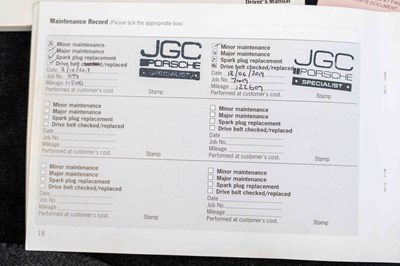 Driver's Manual
Maintenance Record (Please tick the appropriate box)
Minor maintenance
Major maintenance
Spark plug replacement
Drive belt checked/replaced
Date
Job No.
Mileage
Performed at customer's cost.
Stamp
JGC
PORSCHE
SPECIALIST
Minor maintenance
Major maintenance
Spark plug replacement
Drive belt checked/replaced
Date
Job No.
Mileage
Performed at customer's cost.
Stamp
JGC
PORSCHE
SPECIALIST
Minor maintenance
Major maintenance
Spark plug replacement
Drive belt checked/replaced
Date
Job No.
Mileage
Performed at customer's cost.
Stamp
Minor maintenance
Major maintenance
Spark plug replacement
Drive belt checked/replaced
Date
Job No.
Mileage
Performed at customer's cost.
Stamp
Minor maintenance
Major maintenance
Spark plug replacement
Drive belt checked/replaced
Date
Job No.
Mileage
Performed at customer's cost.
Stamp
Minor maintenance
Major maintenance
Spark plug replacement
Drive belt checked/replaced
Date
Job No.
Mileage
Performed at customer's cost.
Stamp
18